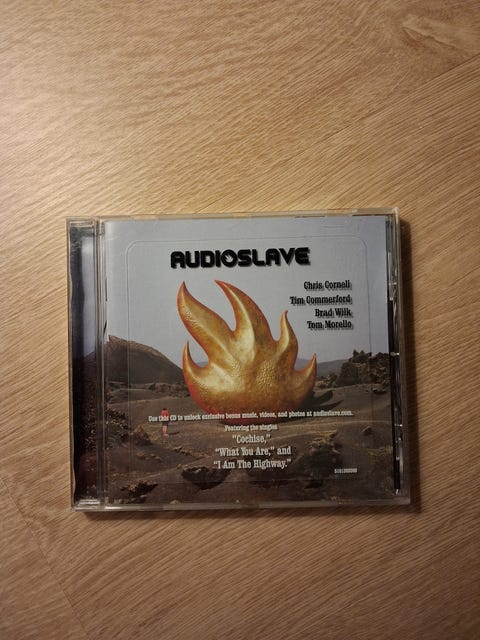 AUDIOSLAVE
Chris Cornell
Tim Commerford
Brad Wilk
Tom Morello
Use this CD to unlock exclusive bonus music, videos, and photos at audioslave.com.
Featuring the singles
"Cochise,"
"What You Are," and
"I Am The Highway."